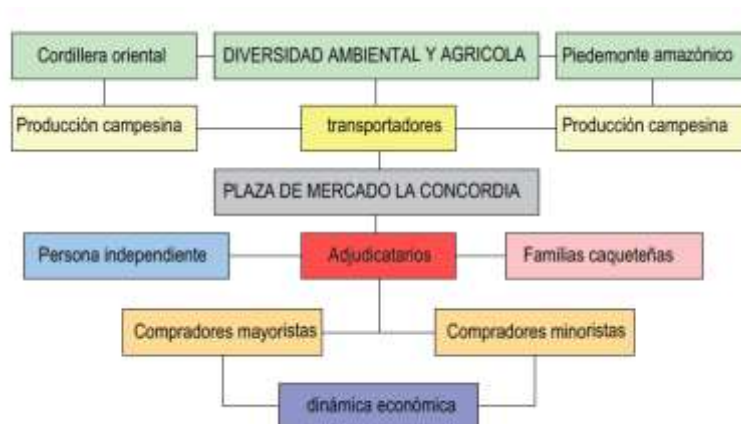 Cordillera oriental
DIVERSIDAD AMBIENTAL Y AGRICOLA
Piedemonte amazónico
Producción campesina
transportadores
Producción campesina
PLAZA DE MERCADO LA CONCORDIA
Persona independiente
Adjudicatarios
Familias caqueteñas
Compradores mayoristas
Compradores minoristas
dinámica económica